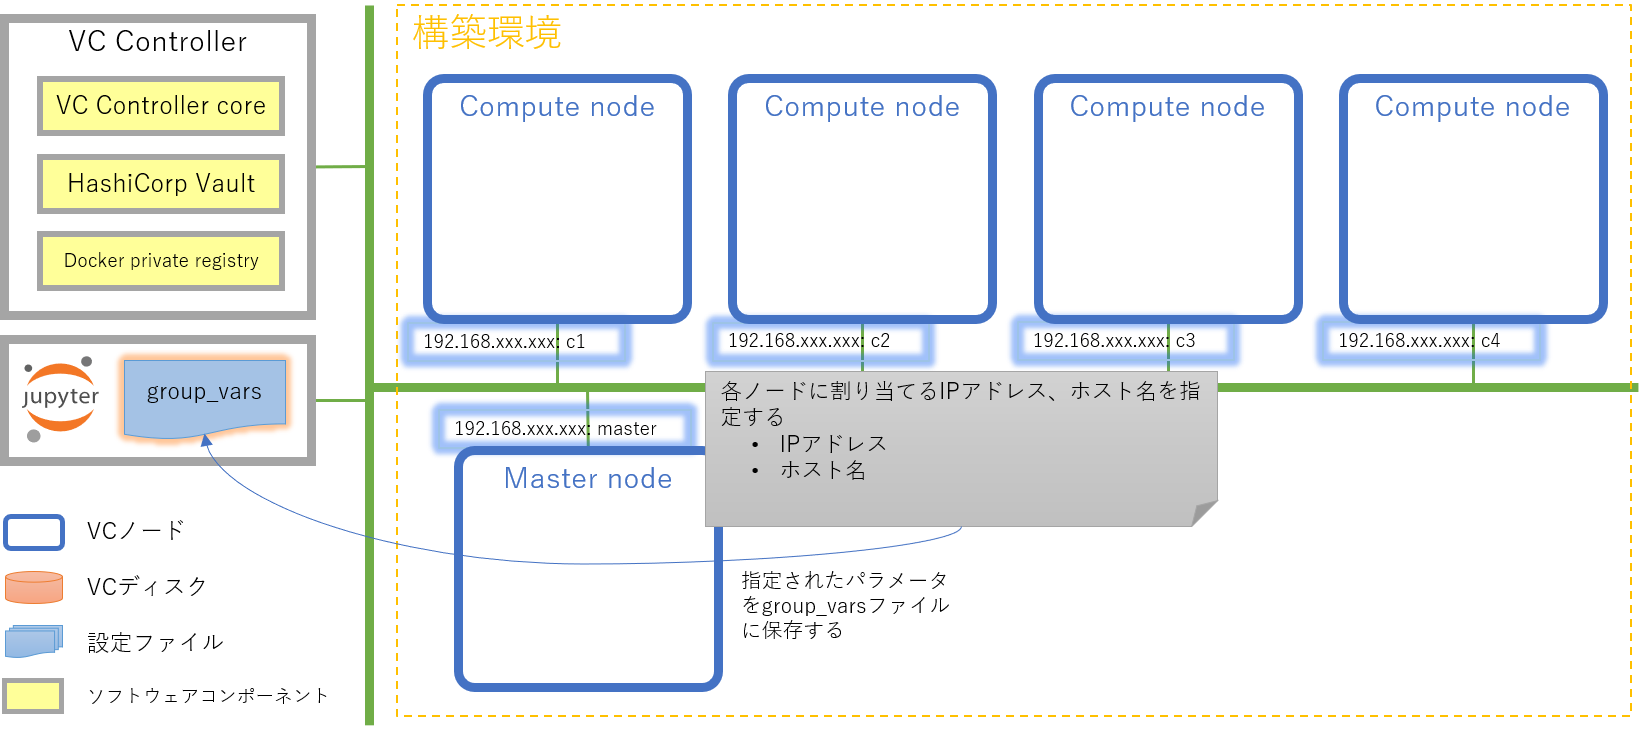 VC Controller
VC Controller core
HashiCorp Vault
Docker private registry
jupyter
group_vars
VCノード
VCディスク
設定ファイル
ソフトウェアコンポーネント
構築環境
Compute node
Compute node
Compute node
Compute node
192.168.xxx.xxx: c1
192.168.xxx.xxx: c2
192.168.xxx.xxx: c3
192.168.xxx.xxx: c4
192.168.xxx.xxx: master
Master node
各ノードに割り当てるIPアドレス、ホスト名を指
定する
• IPアドレス
• ホスト名
指定されたパラメータ
をgroup_varsファイル
に保存する